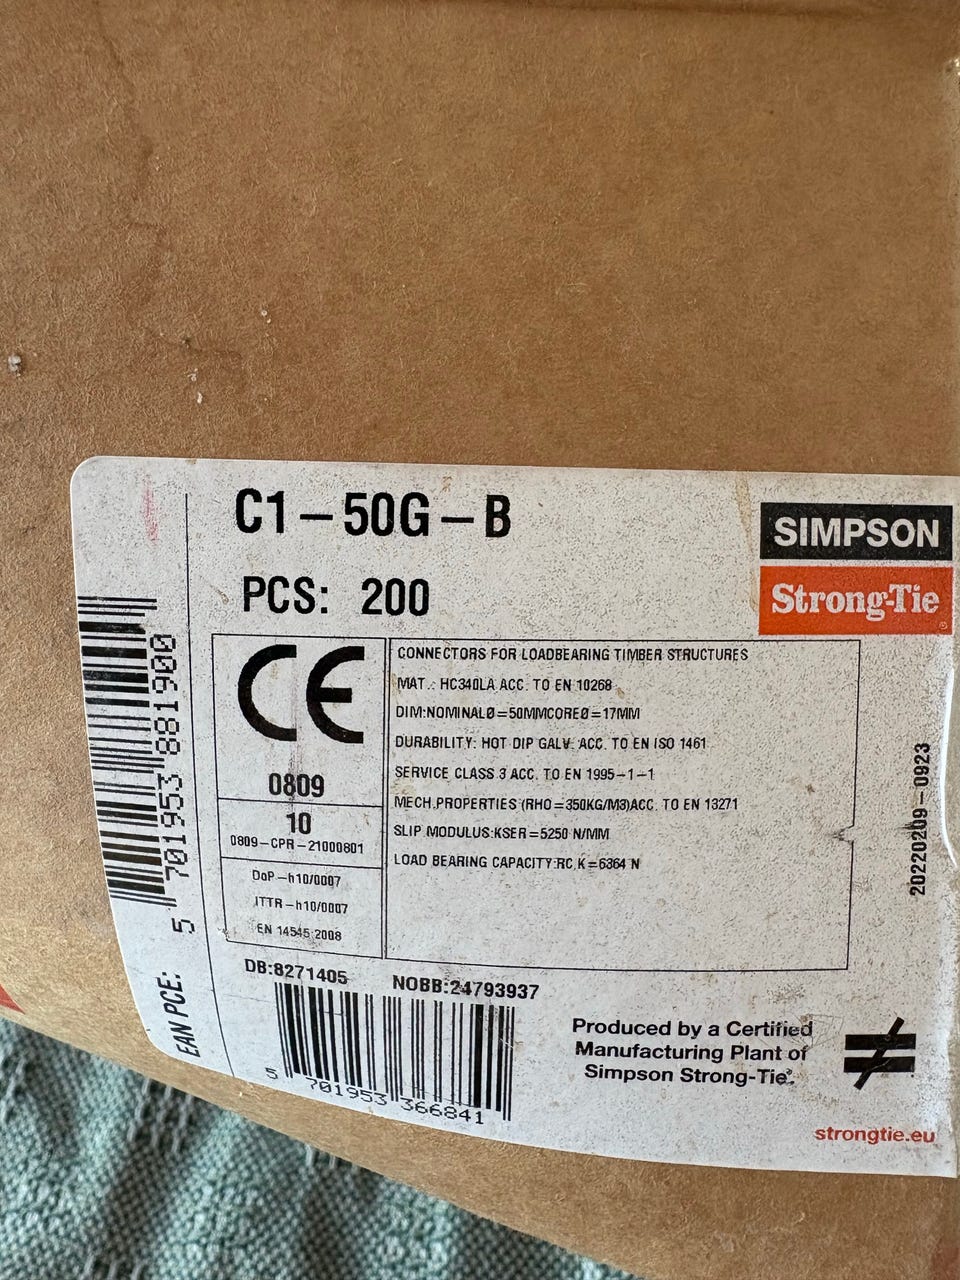 C1-50G-B
PCS: 200
SIMPSON
Strong-Tie
®
CE
0809
10
0809-CPR-21000801
DoP-h10/0007
ITTR-h10/0007
EN 14545:2008
CONNECTORS FOR LOADBEARING TIMBER STRUCTURES
MAT.: HC340LA ACC. TO EN 10268
DIM:NOMINALØ=50MMCOREØ=17MM
DURABILITY: HOT DIP GALV. ACC. TO EN ISO 1461
SERVICE CLASS 3 ACC. TO EN 1995-1-1
MECH.PROPERTIES (RHO=350KG/M3)ACC. TO EN 13271
SLIP MODULUS:KSER=5250 N/MM
LOAD BEARING CAPACITY:RC,K=6364 N
20220209-0923
EAN PCE:
5 701953 881900
DB:8271405
NOBB:24793937
5 701953 366841
Produced by a Certified
Manufacturing Plant of
Simpson Strong-Tie®.
strongtie.eu